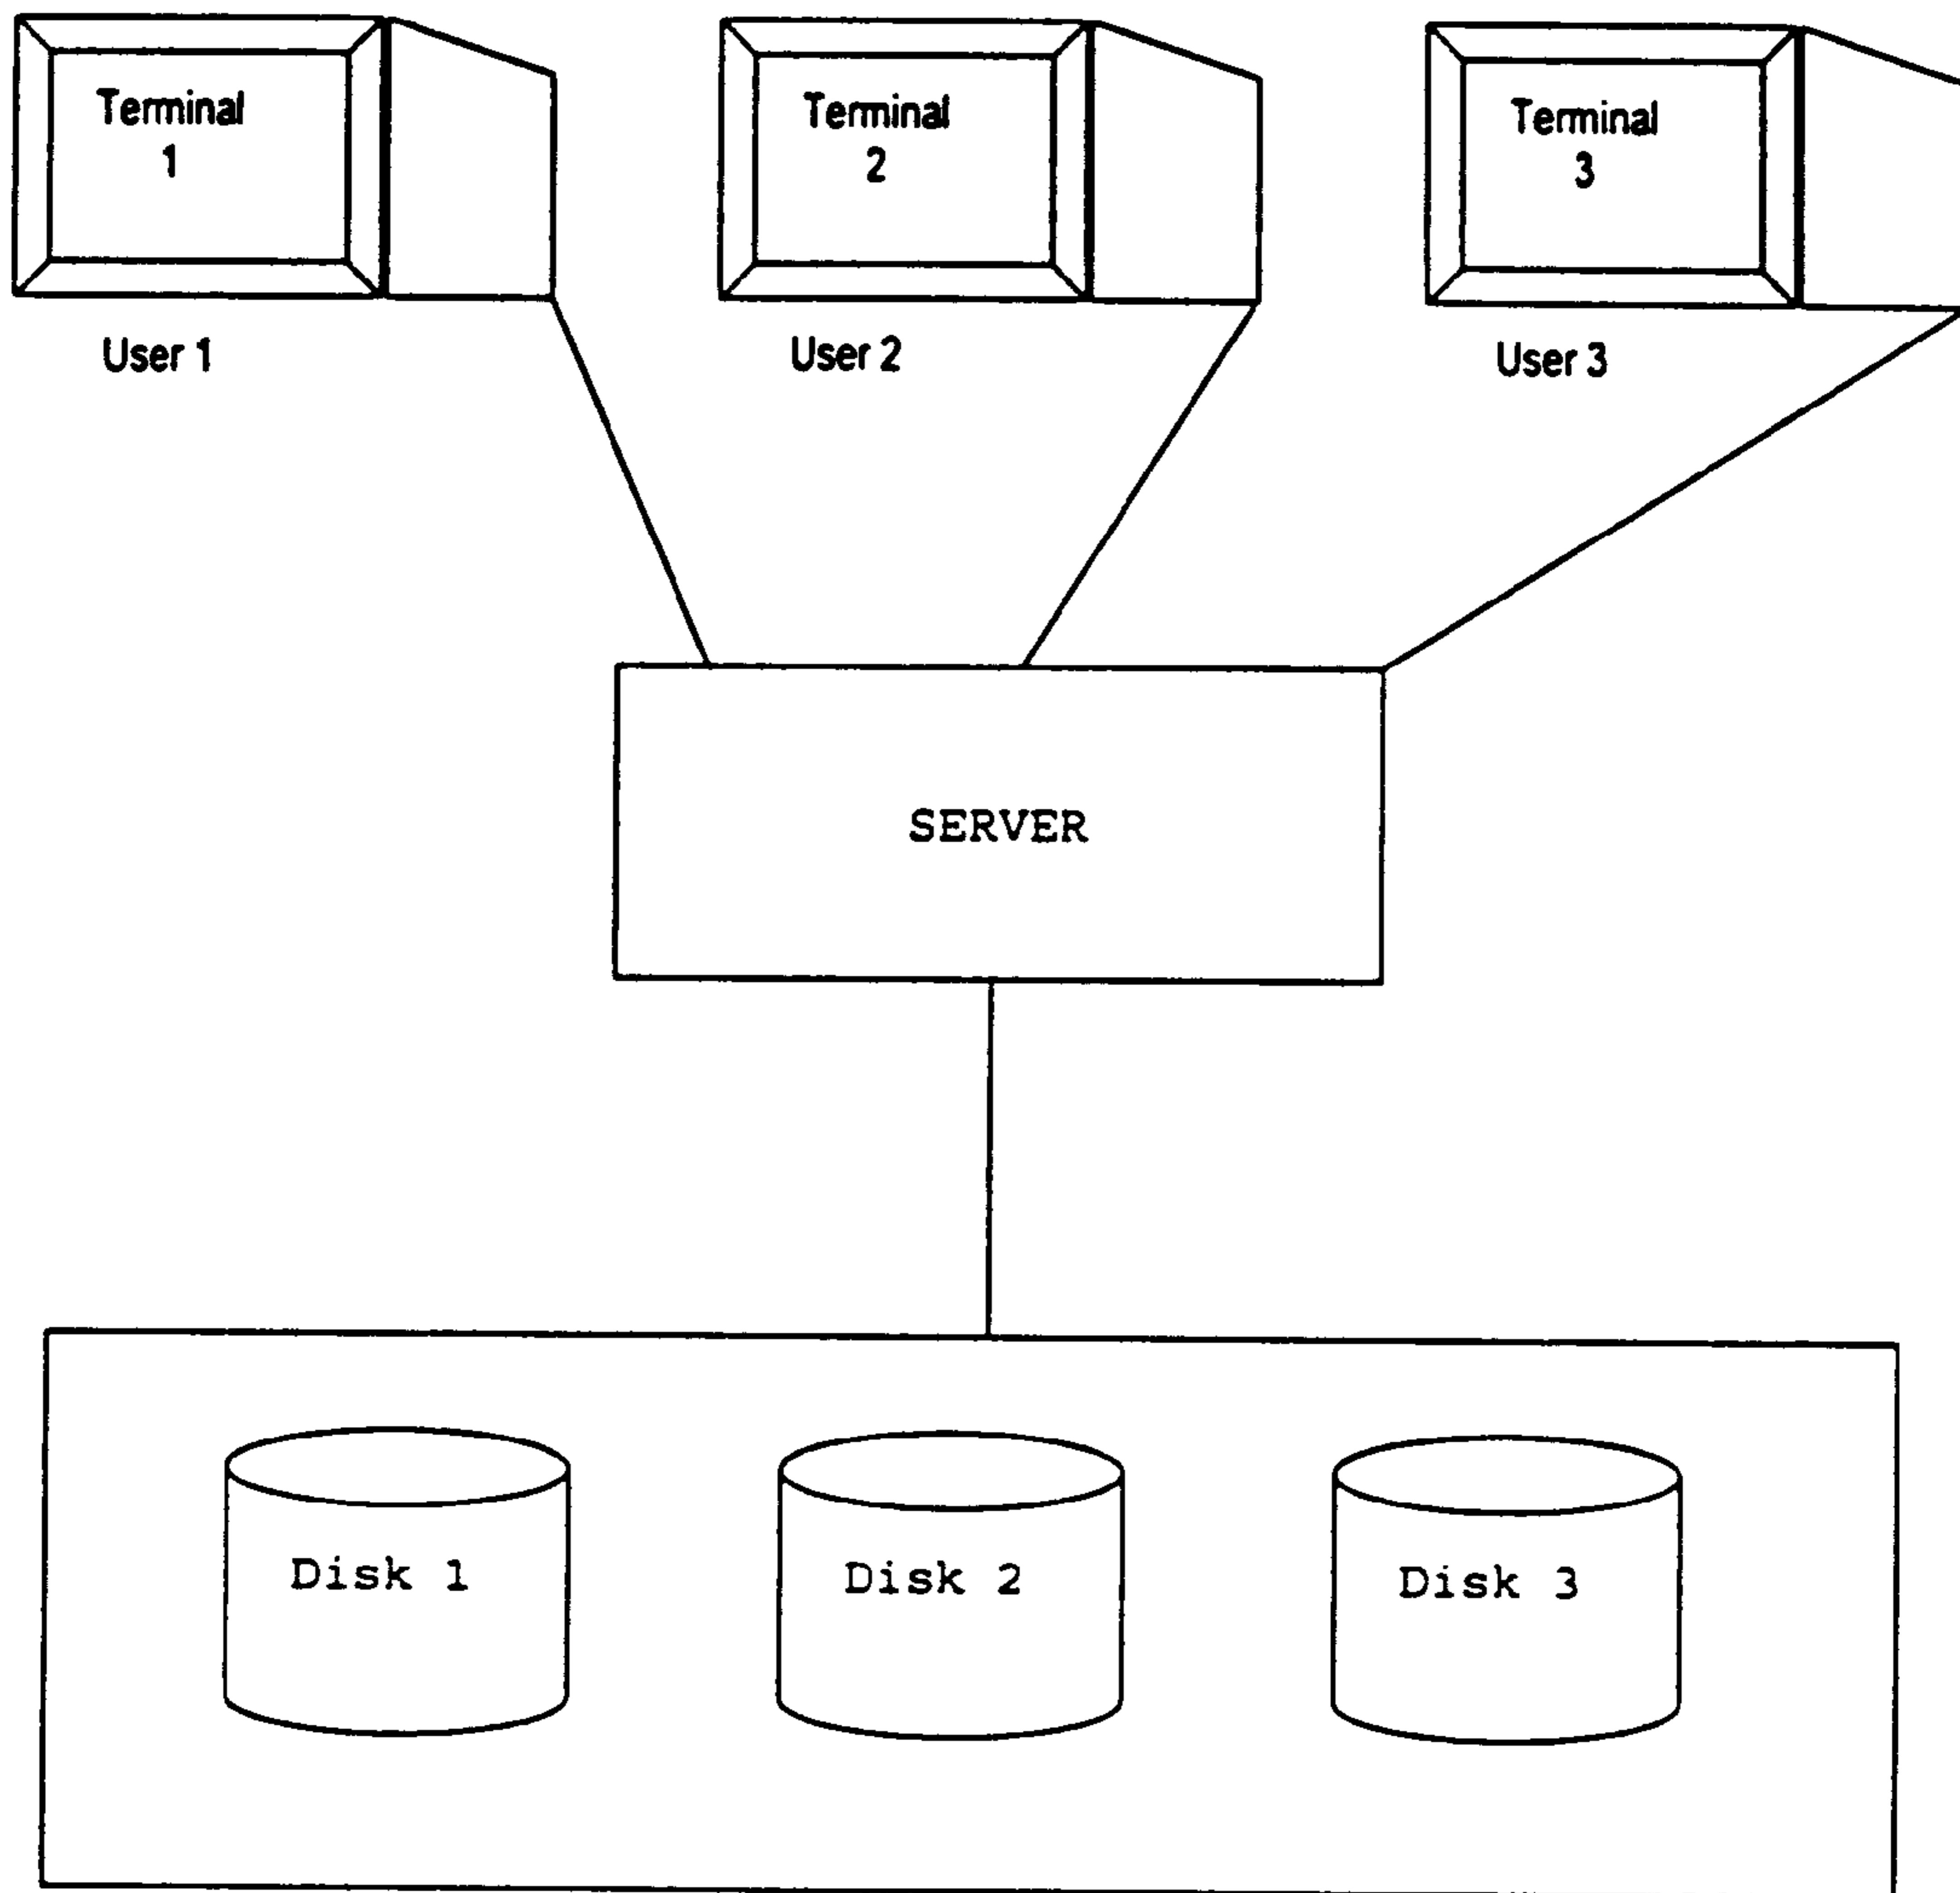 Terminal
1
Terminal
2
Terminal
3
User 1
User 2
User 3
SERVER
Disk 1
Disk 2
Disk 3